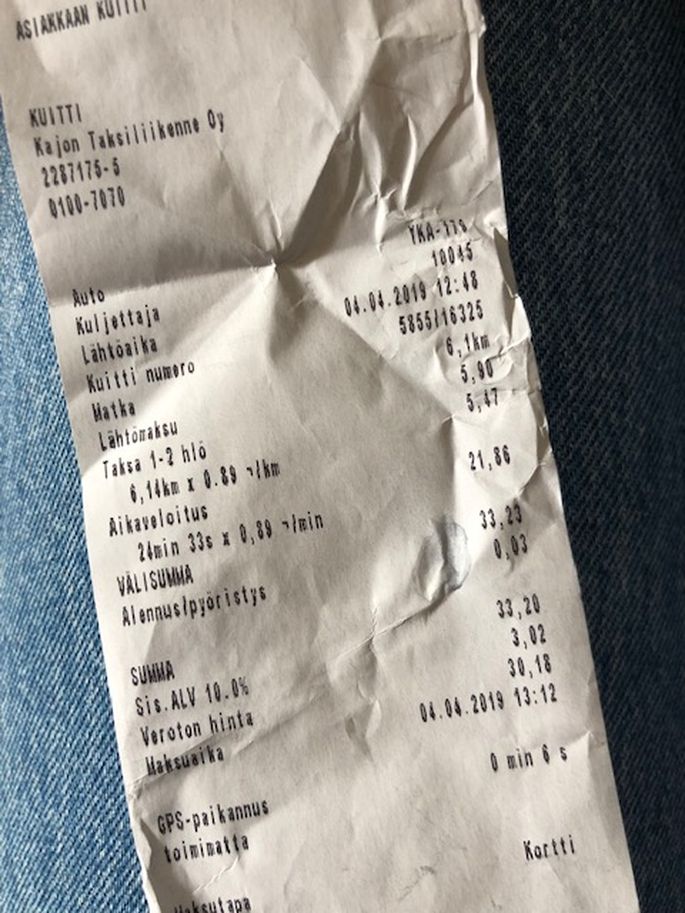 ASIAKKAAN KUITTI
KUITTI
Kajon Taksiliikenne Oy
2287175-5
0100-7070
Auto YKA-11s
Kuljettaja 10045
Lähtöaika 04.04.2019 12:48
Kuitti numero 5855/16325
Matka 6,1km
Lähtömaksu 5,90
Taksa 1-2 hlö 5,47
6,14km x 0.89 ¬/km
Aikaveloitus 21,86
24min 33s x 0,89 ¬/min
VÄLISUMMA 33,23
Alennus/pyöristys 0,03
SUMMA 33,20
Sis.ALV 10.0% 3,02
Veroton hinta 30,18
Maksuaika 04.04.2019 13:12
GPS-paikannus 0 min 6 s
toimimatta
Maksutapa Kortti